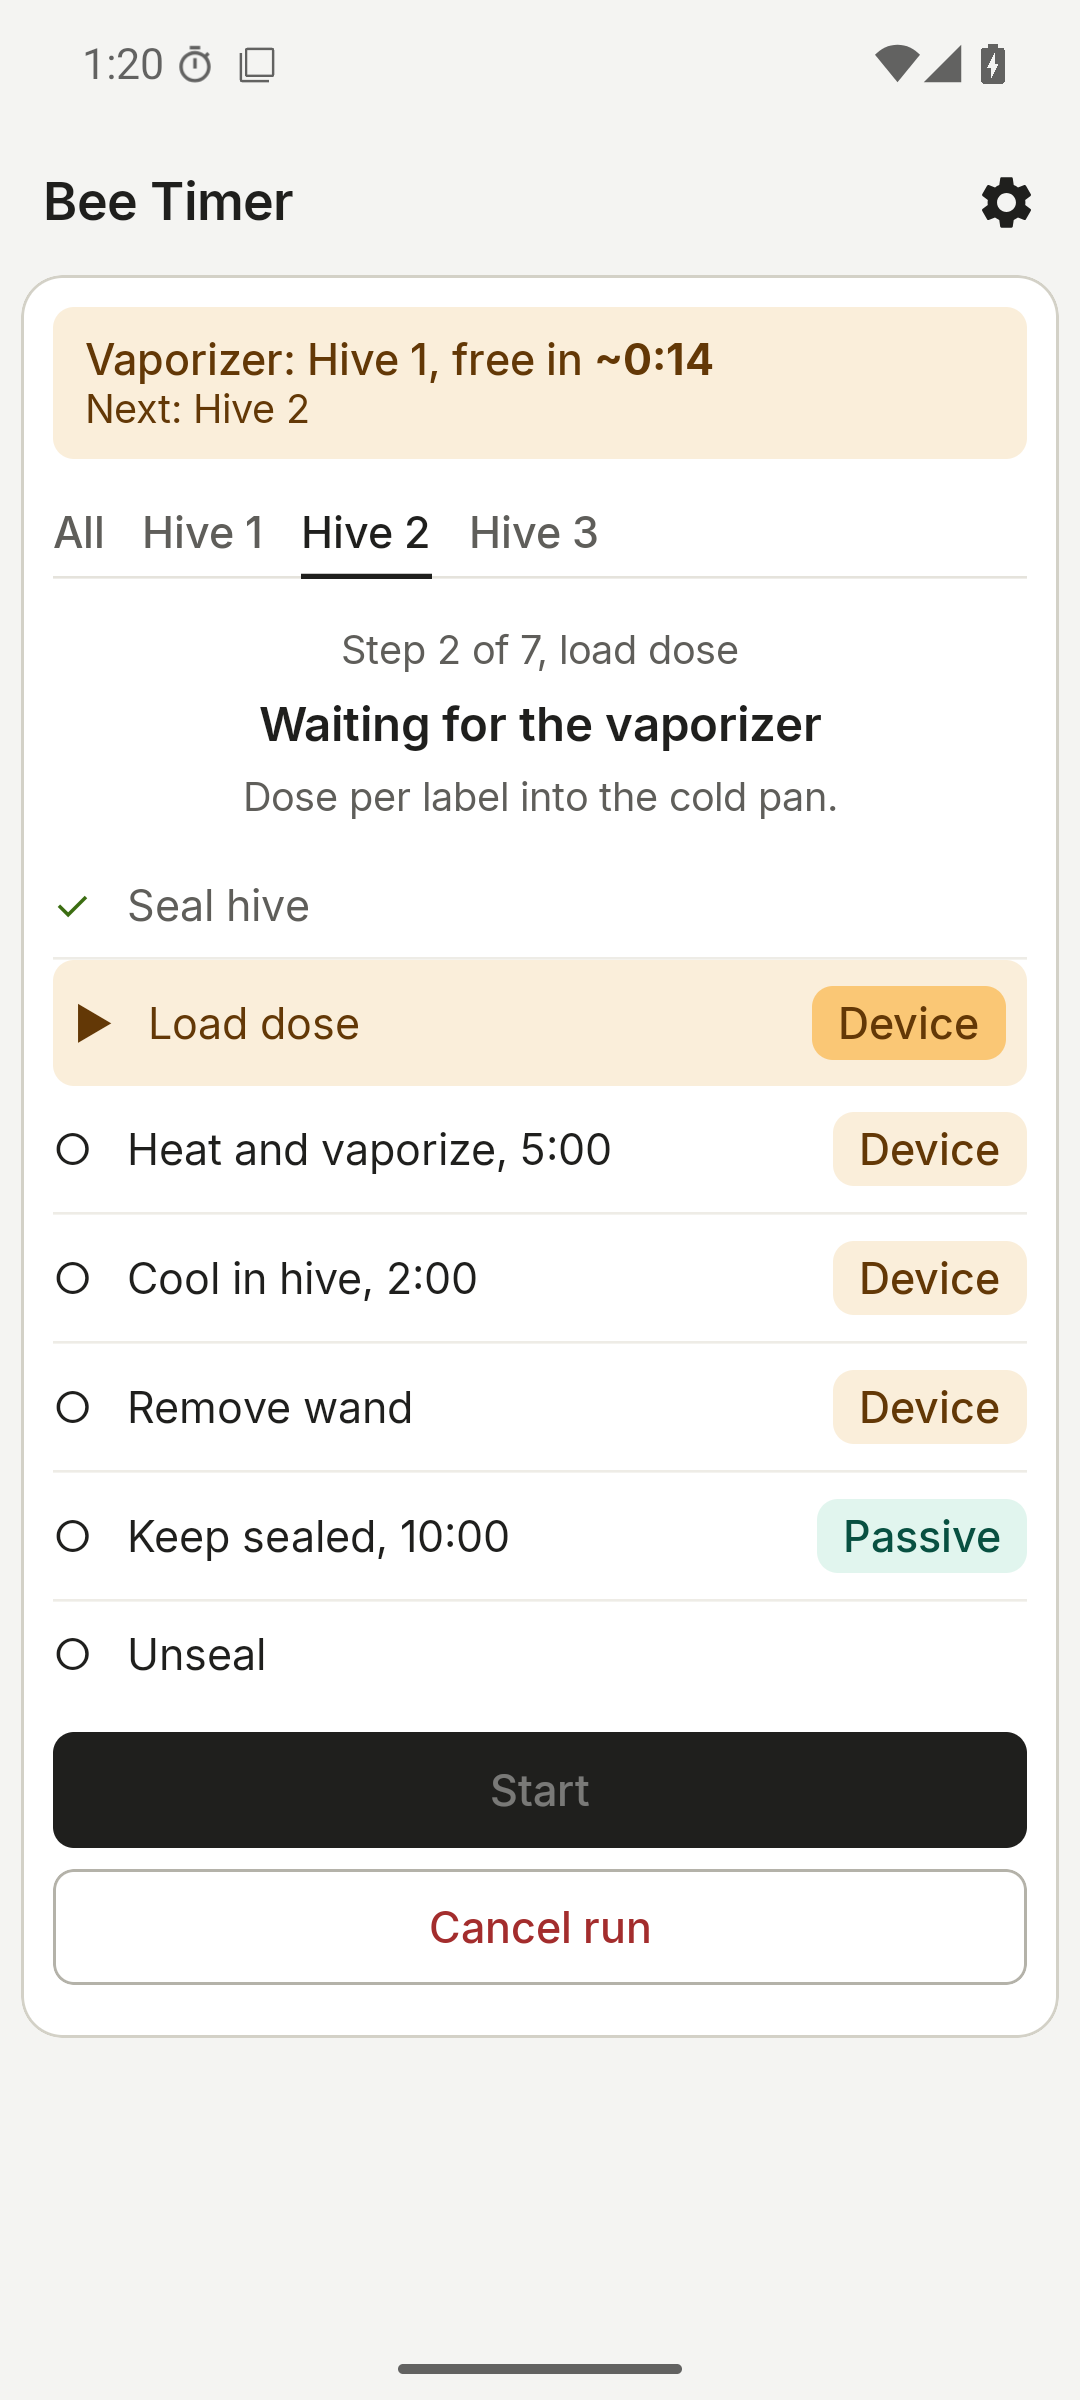 1:20
Bee Timer
Vaporizer: Hive 1, free in ~0:14
Next: Hive 2
All Hive 1 Hive 2 Hive 3
Step 2 of 7, load dose
Waiting for the vaporizer
Dose per label into the cold pan.
Seal hive
Load dose Device
Heat and vaporize, 5:00 Device
Cool in hive, 2:00 Device
Remove wand Device
Keep sealed, 10:00 Passive
Unseal
Start
Cancel run